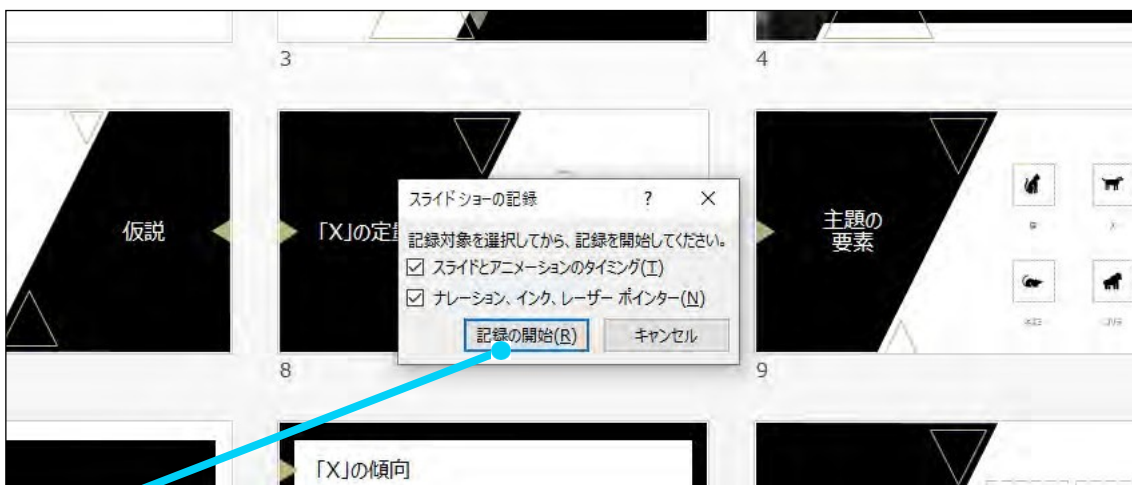 3
4
仮説
「X」の定
主題の
要素
スライド ショーの記録
?
×
記録対象を選択してから、記録を開始してください。
スライドとアニメーションのタイミング(T)
ナレーション、インク、レーザー ポインター(N)
記録の開始(R)
キャンセル
8
9
「X」の傾向